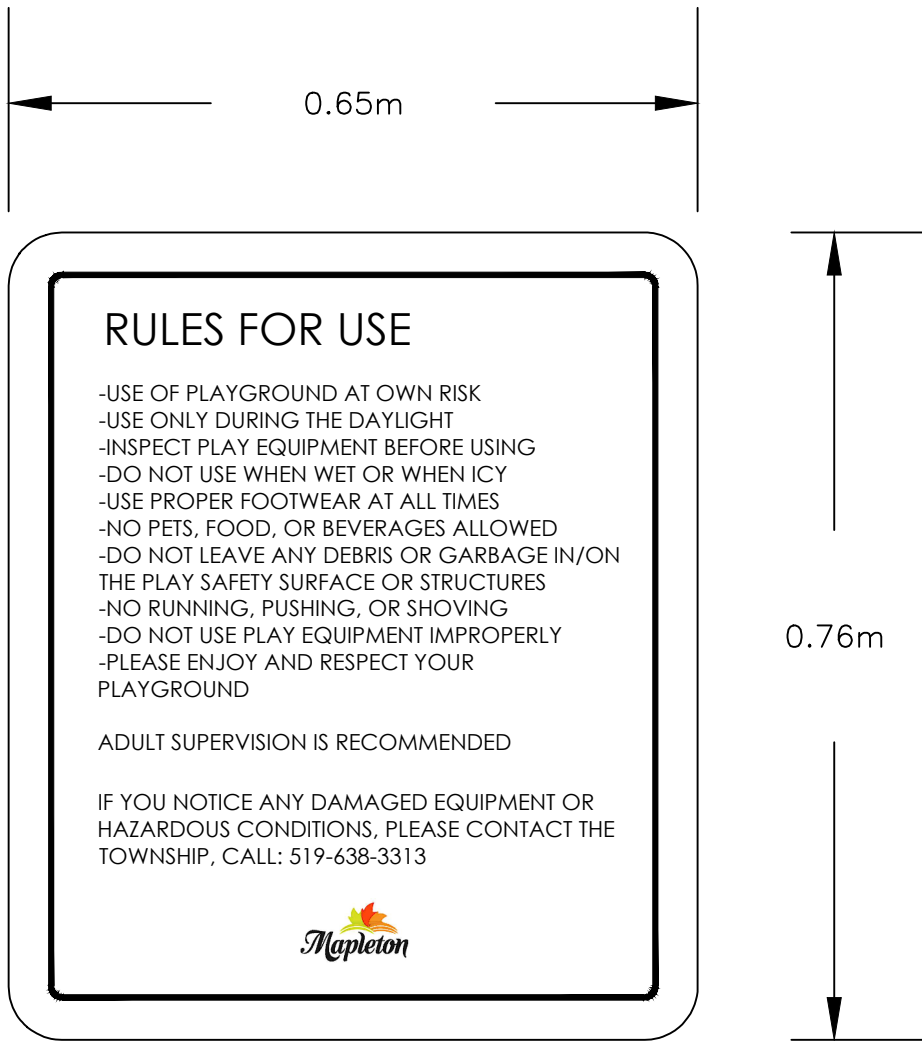 0.65m
RULES FOR USE
-USE OF PLAYGROUND AT OWN RISK
-USE ONLY DURING THE DAYLIGHT
-INSPECT PLAY EQUIPMENT BEFORE USING
-DO NOT USE WHEN WET OR WHEN ICY
-USE PROPER FOOTWEAR AT ALL TIMES
-NO PETS, FOOD, OR BEVERAGES ALLOWED
-DO NOT LEAVE ANY DEBRIS OR GARBAGE IN/ON
THE PLAY SAFETY SURFACE OR STRUCTURES
-NO RUNNING, PUSHING, OR SHOVING
-DO NOT USE PLAY EQUIPMENT IMPROPERLY
0.76m
-PLEASE ENJOY AND RESPECT YOUR
PLAYGROUND
ADULT SUPERVISION IS RECOMMENDED
IF YOU NOTICE ANY DAMAGED EQUIPMENT OR
HAZARDOUS CONDITIONS, PLEASE CONTACT THE
TOWNSHIP, CALL: 519-638-3313
Mapleton